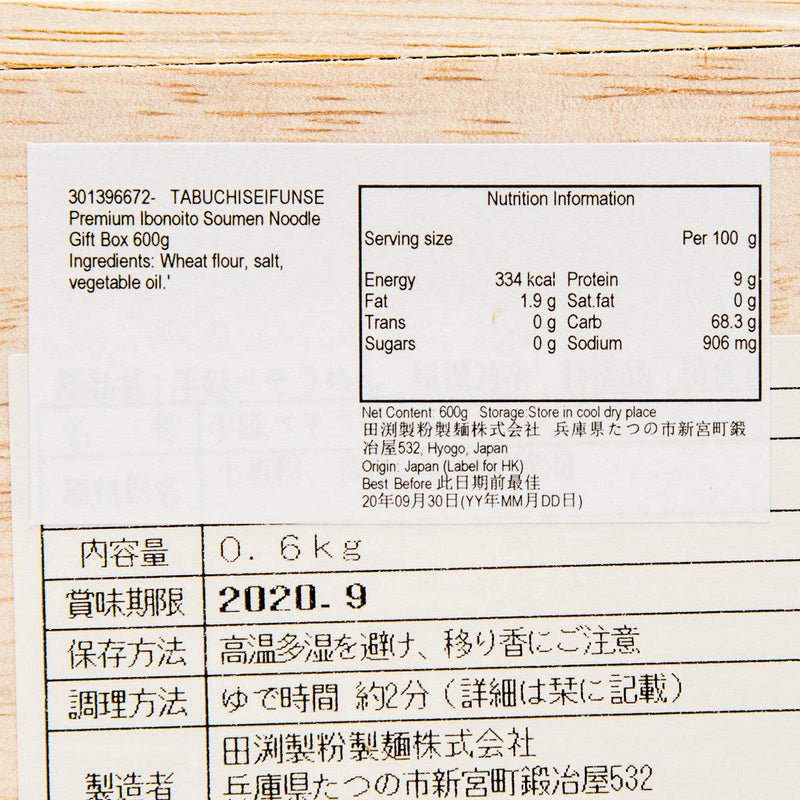 301396672- TABUCHISEIFUNSE
Premium Ibonoito Soumen Noodle
Gift Box 600g
Ingredients: Wheat flour, salt,
vegetable oil.'
Nutrition Information
Serving size Per 100 g
Energy 334 kcal Protein 9 g
Fat 1.9 g Sat.fat 0 g
Trans 0 g Carb 68.3 g
Sugars 0 g Sodium 906 mg
Net Content: 600g Storage:Store in cool dry place
田渕製粉製麺株式会社 兵庫県たつの市新宮町鍛
冶屋532, Hyogo, Japan
Origin: Japan (Label for HK)
Best Before 此日期前最佳
20年09月30日(YY年MM月DD日)
内容量 0.6kg
賞味期限 2020.9
保存方法 高温多湿を避け、移り香にご注意
調理方法 ゆで時間 約2分(詳細は栞に記載)
田渕製粉製麺株式会社
製造者 兵庫県たつの市新宮町鍛冶屋532